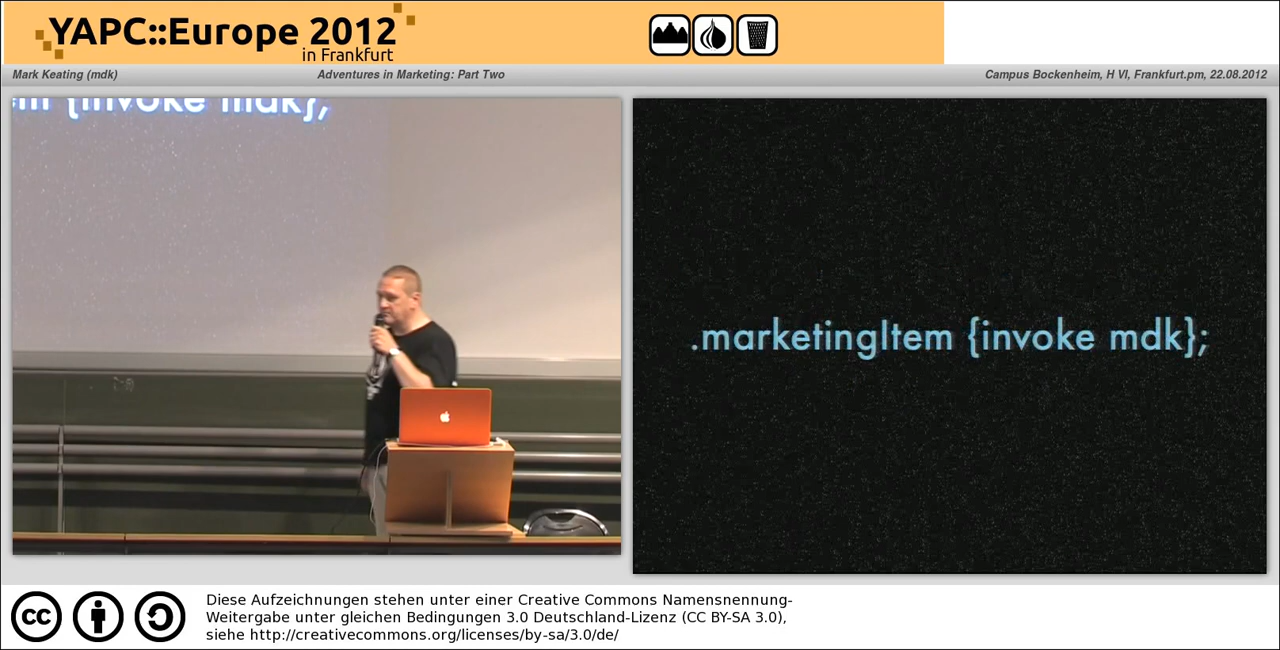 YAPC::Europe 2012
in Frankfurt
Mark Keating (mdk) Adventures in Marketing: Part Two Campus Bockenheim, H VI, Frankfurt.pm, 22.08.2012
{invoke mdk};
.marketingItem {invoke mdk};
cc
Diese Aufzeichnungen stehen unter einer Creative Commons Namensnennung-
Weitergabe unter gleichen Bedingungen 3.0 Deutschland-Lizenz (CC BY-SA 3.0),
siehe http://creativecommons.org/licenses/by-sa/3.0/de/